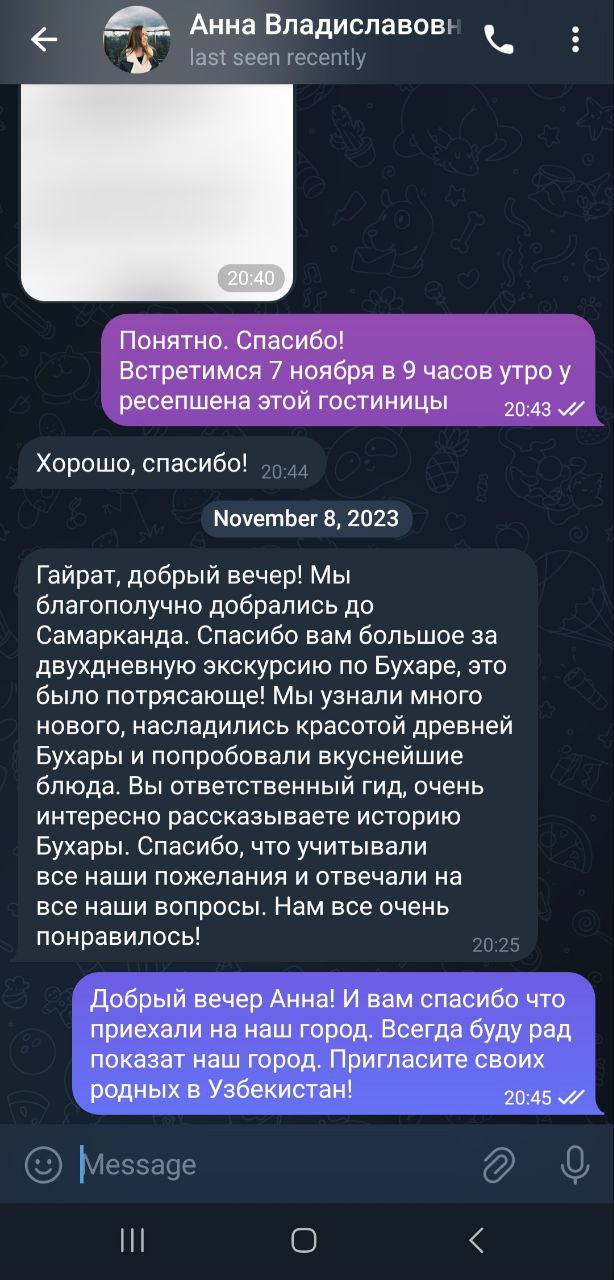 Анна Владиславовн
last seen recently
20:40
Понятно. Спасибо!
Встретимся 7 ноября в 9 часов утро у
ресепшена этой гостиницы
20:43
Хорошо, спасибо!
20:44
November 8, 2023
Гайрат, добрый вечер! Мы
благополучно добрались до
Самарканда. Спасибо вам большое за
двухдневную экскурсию по Бухаре, это
было потрясающе! Мы узнали много
нового, насладились красотой древней
Бухары и попробовали вкуснейшие
блюда. Вы ответственный гид, очень
интересно рассказываете историю
Бухары. Спасибо, что учитывали
все наши пожелания и отвечали на
все наши вопросы. Нам все очень
понравилось!
20:25
Добрый вечер Анна! И вам спасибо что
приехали на наш город. Всегда буду рад
показат наш город. Пригласите своих
родных в Узбекистан!
20:45
Message